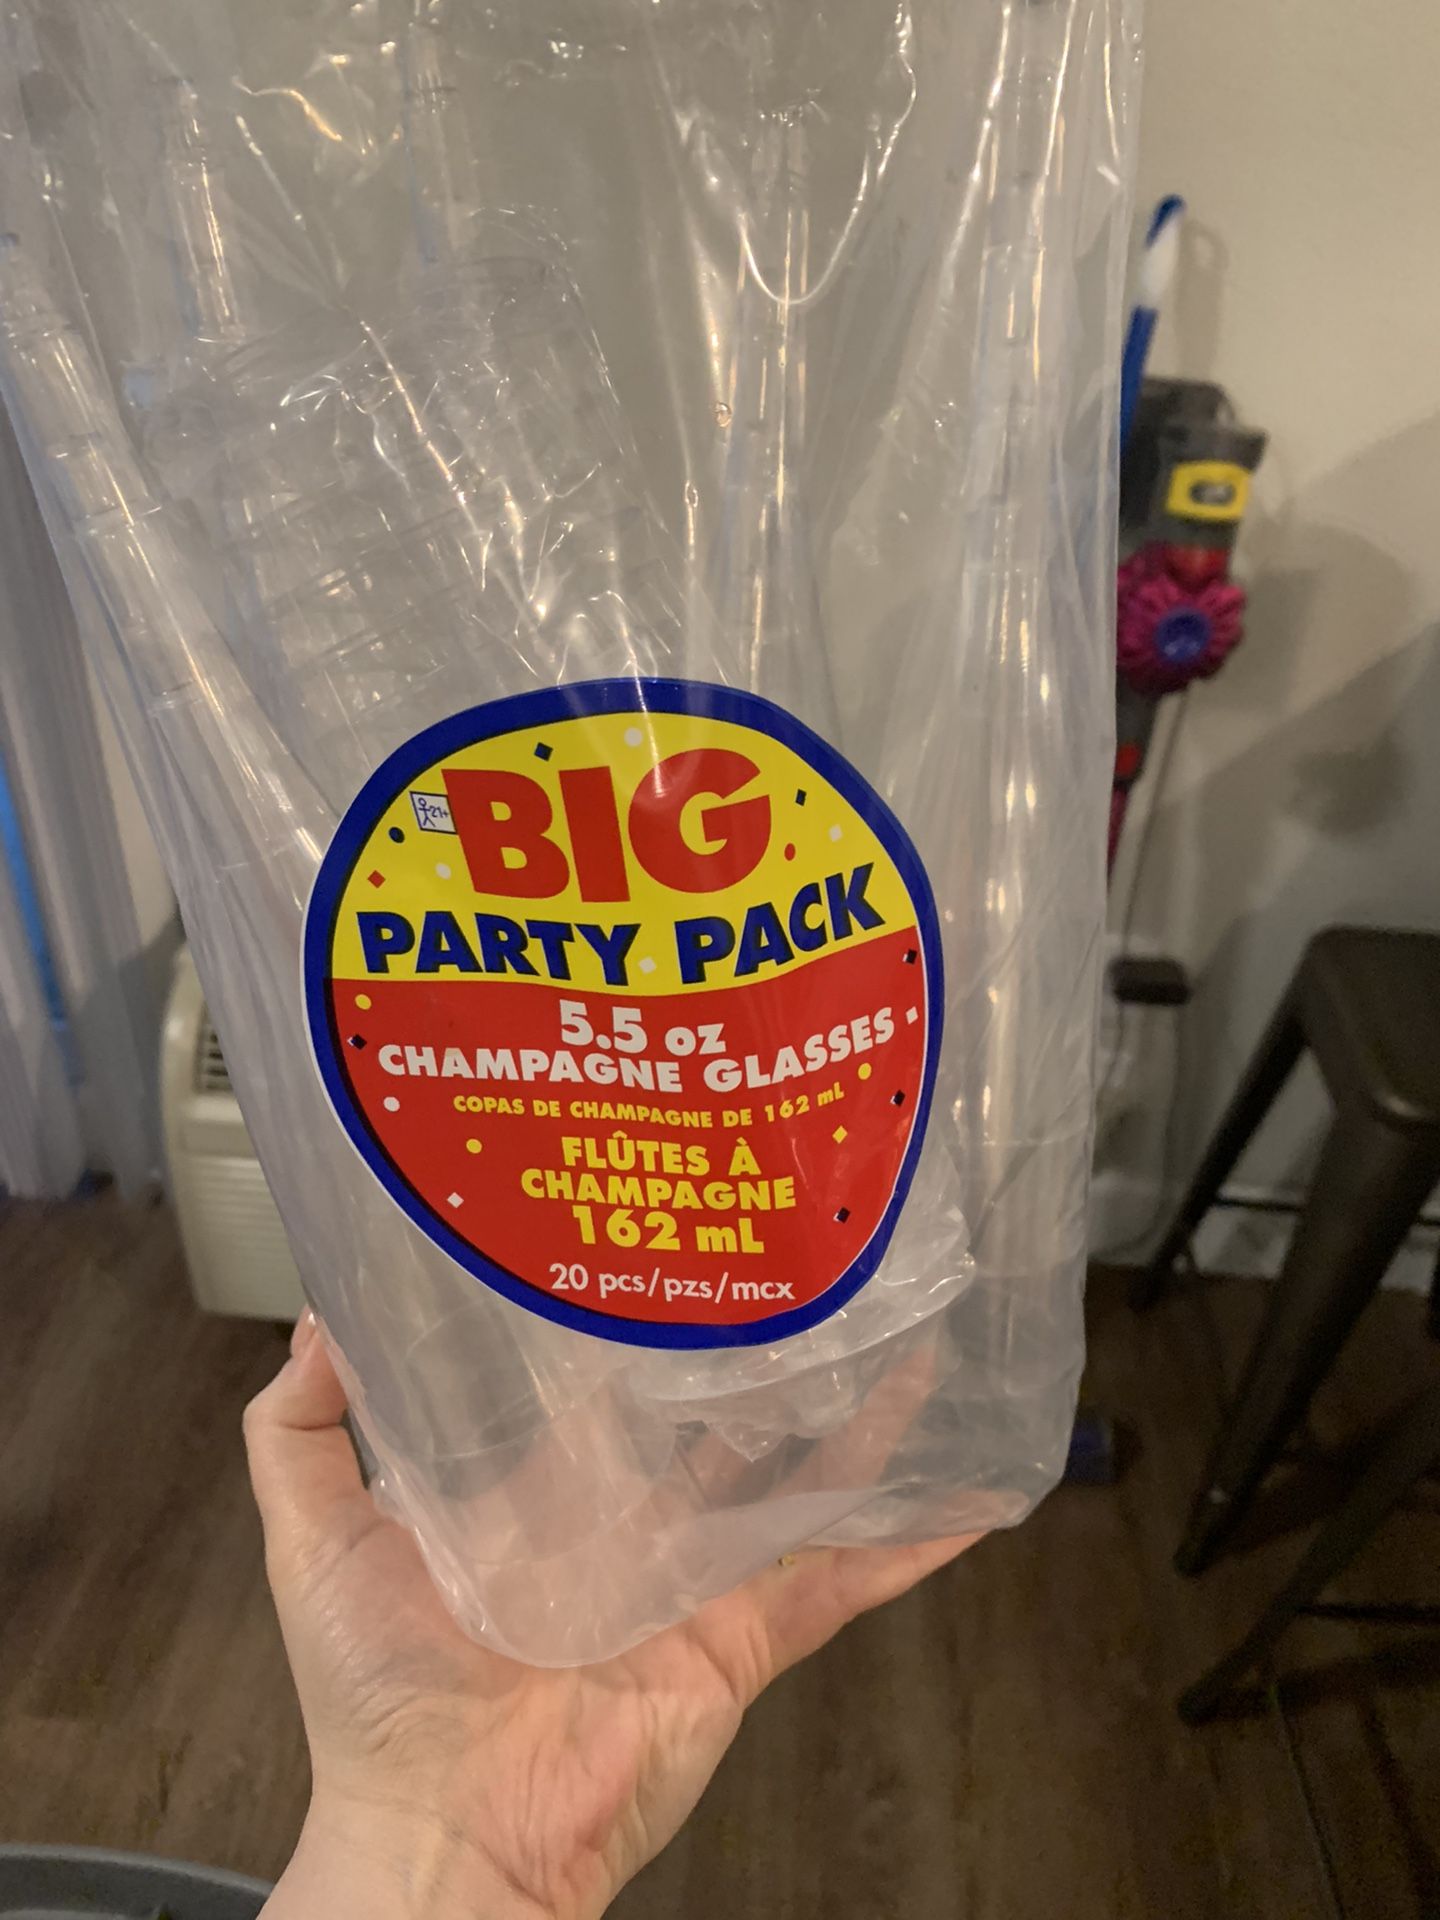 21+
BIG
PARTY PACK
5.5 oz
CHAMPAGNE GLASSES
COPAS DE CHAMPAGNE DE 162 mL
FLÛTES À
CHAMPAGNE
162 mL
20 pcs/pzs/mcx